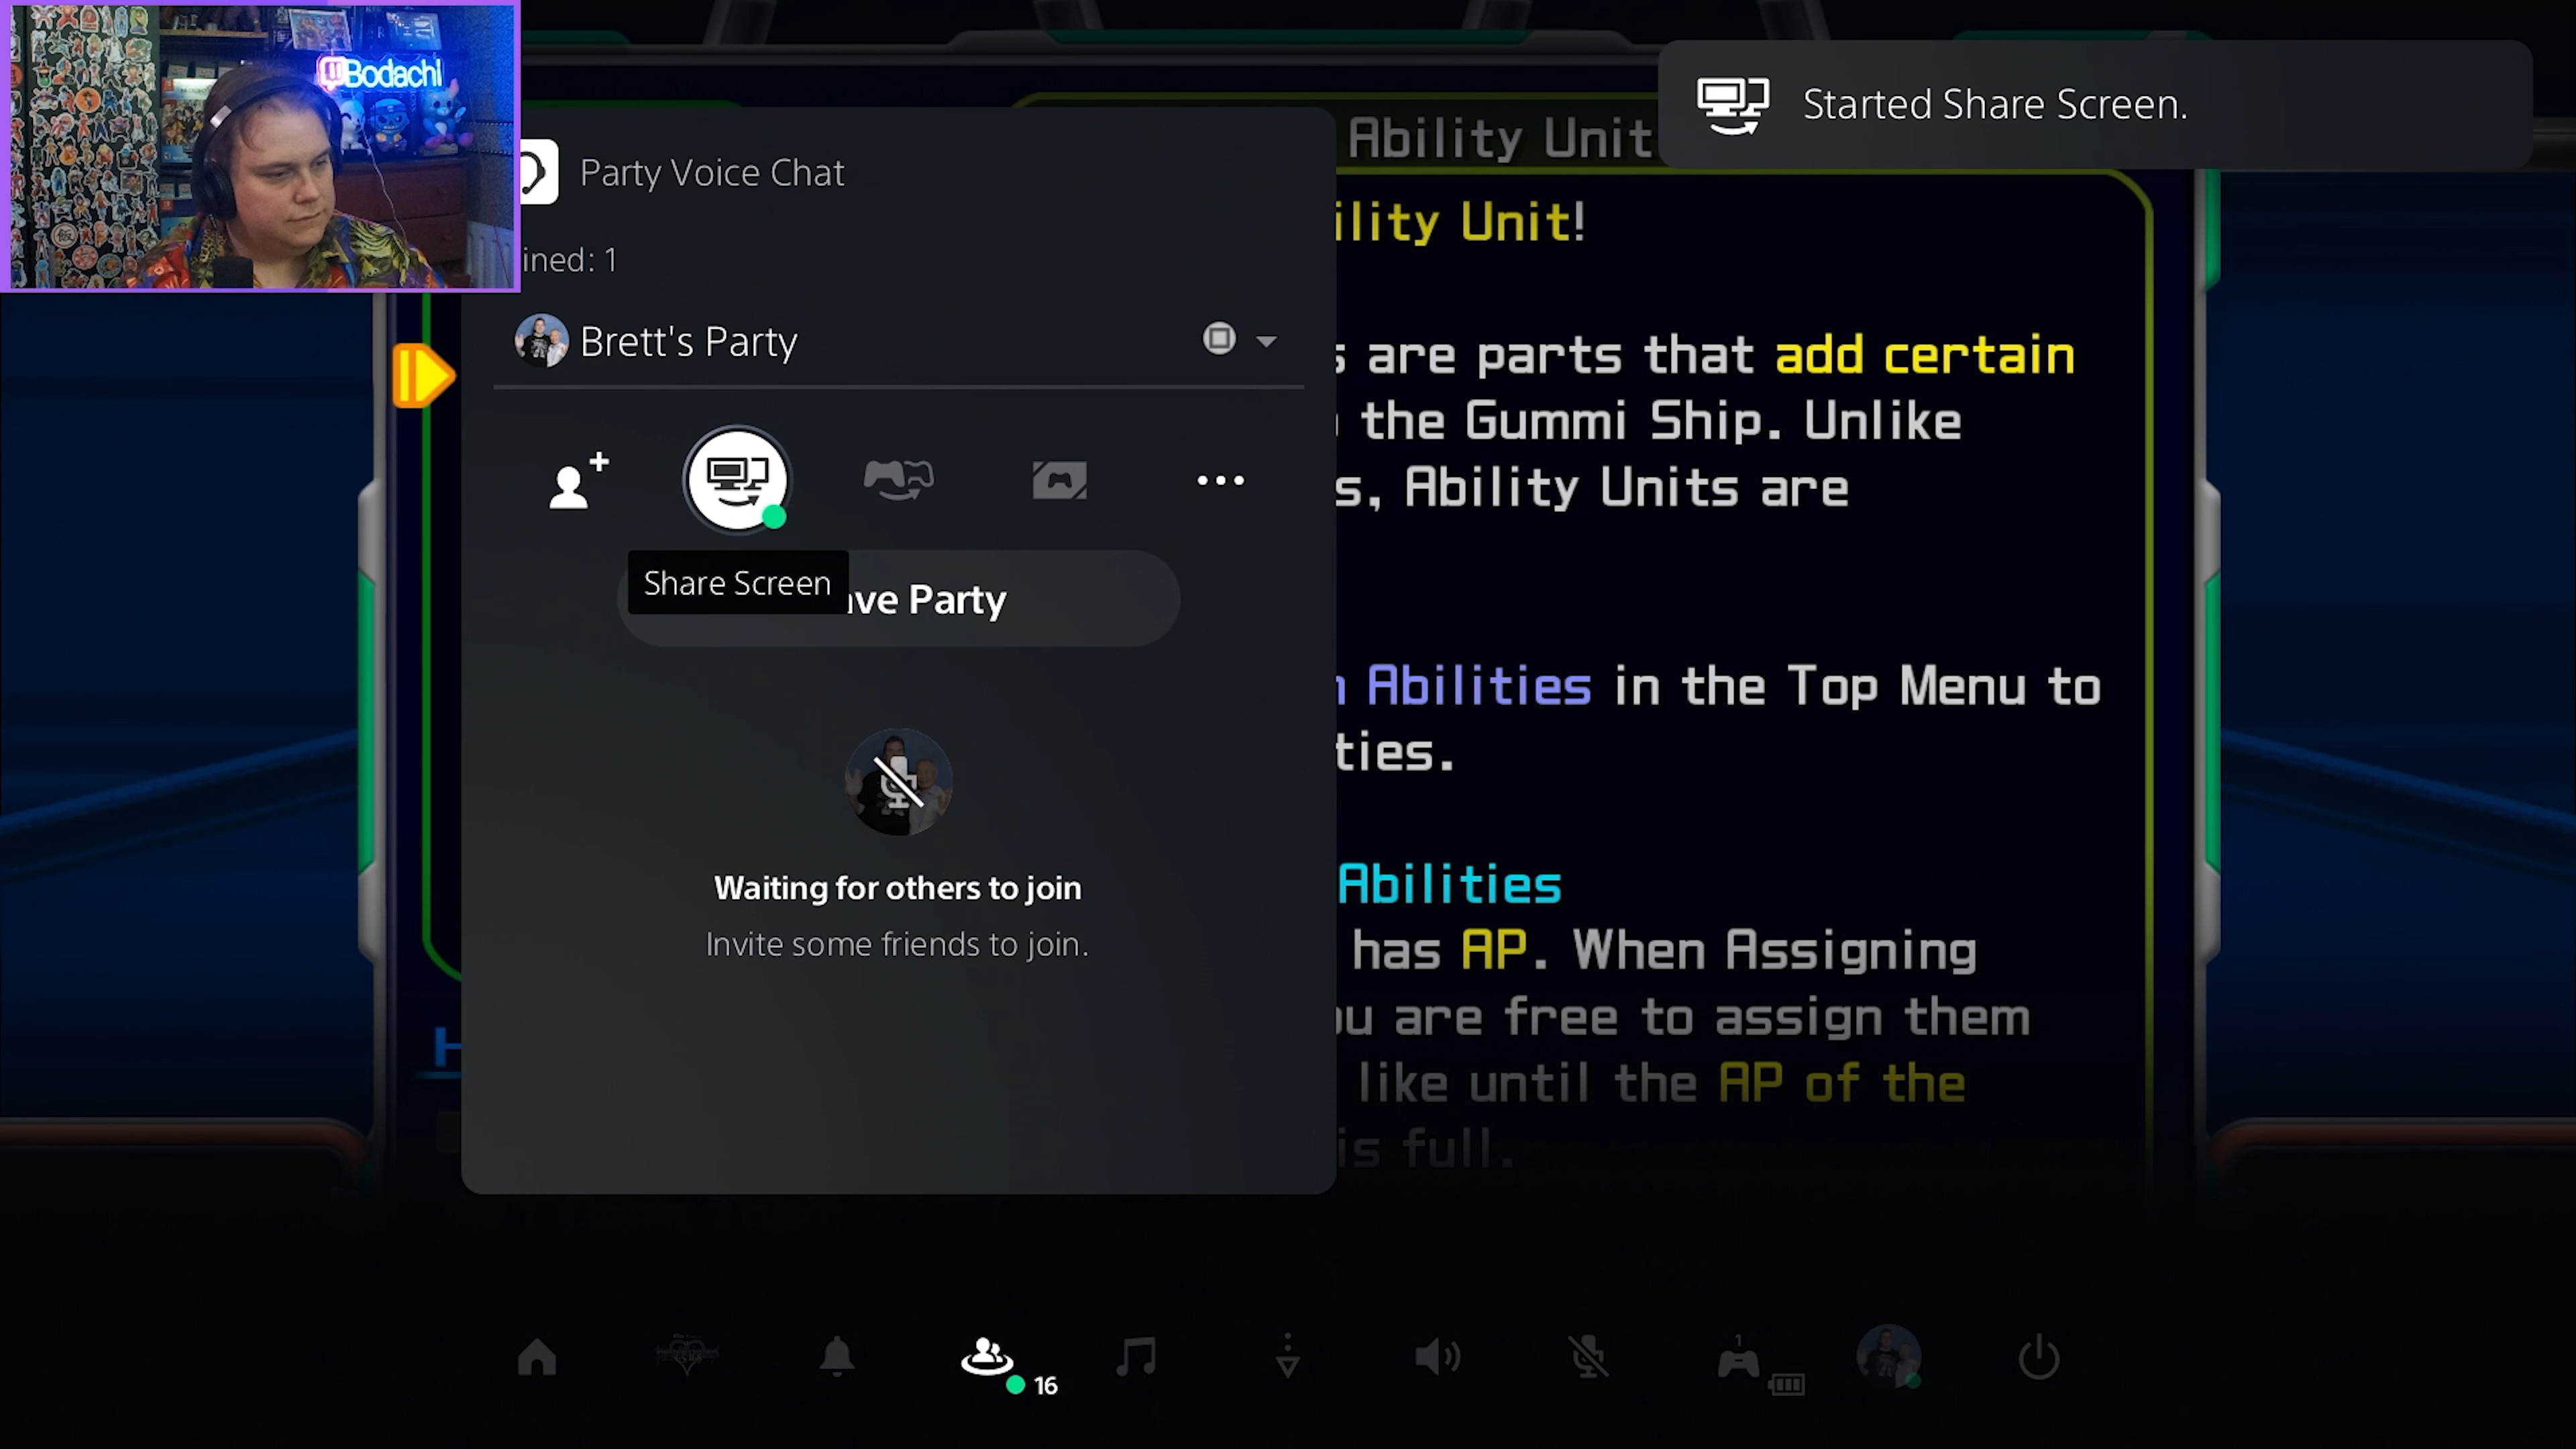 Bodachi
Started Share Screen.
Ability Unit
Party Voice Chat
ility Unit!
ined: 1
Brett's Party
are parts that add certain
the Gummi Ship. Unlike
s, Ability Units are
Share Screen
ave Party
Abilities in the Top Menu to
ties.
Waiting for others to join
Abilities
Invite some friends to join.
has AP. When Assigning
ou are free to assign them
like until the AP of the
is full.
H
16
1